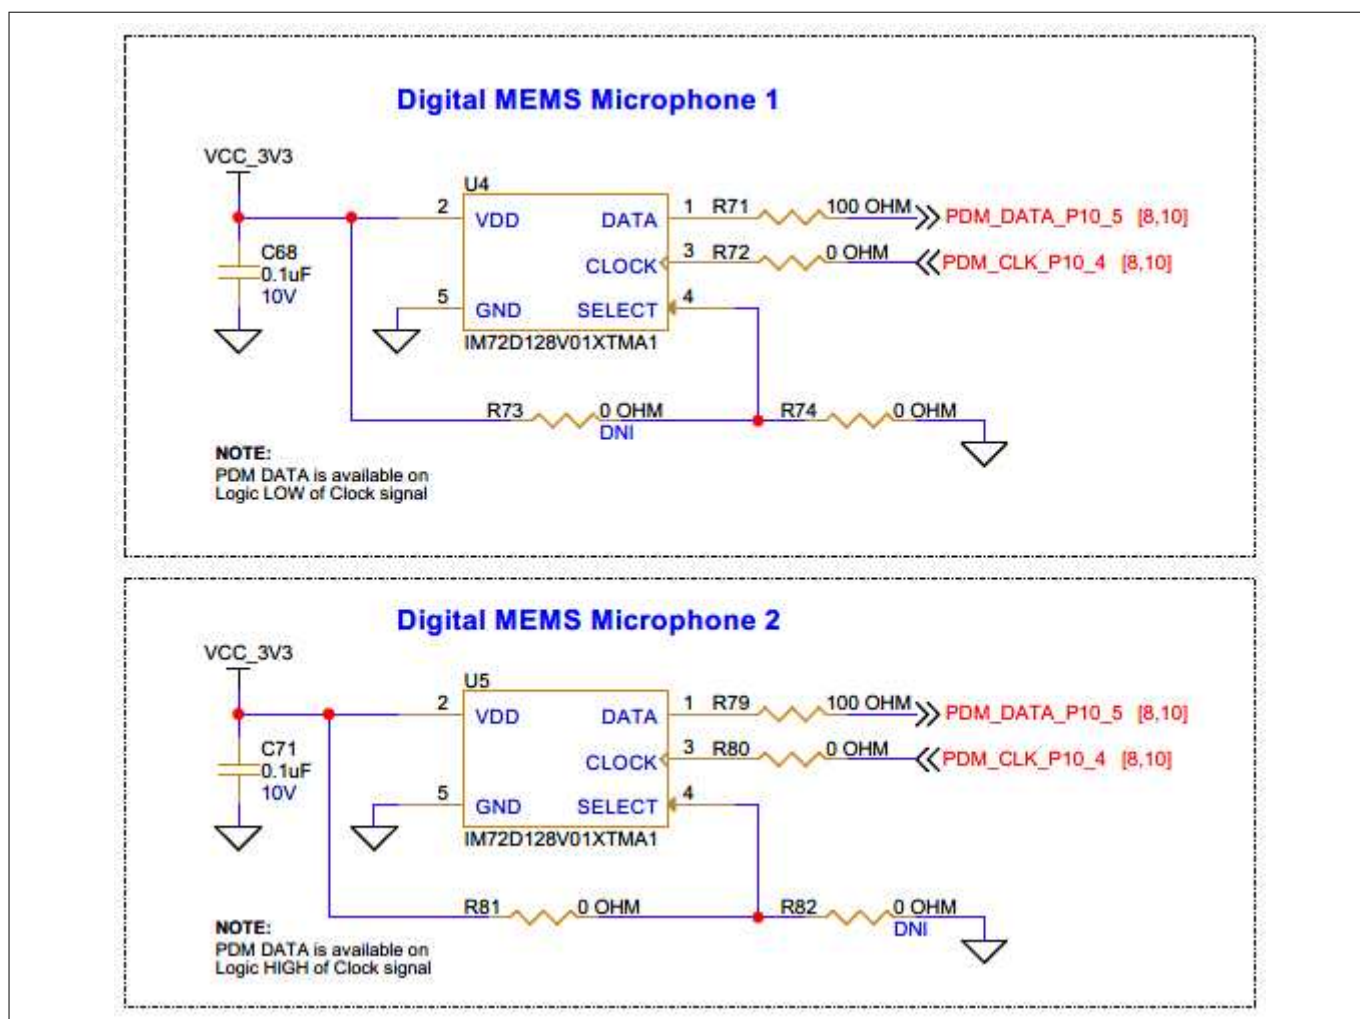 Digital MEMS Microphone 1
VCC_3V3
U4
2 VDD DATA 1 R71 100 OHM PDM_DATA_P10_5 [8,10]
C68
0.1uF
10V
CLOCK 3 R72 0 OHM PDM_CLK_P10_4 [8,10]
5 GND SELECT 4
IM72D128V01XTMA1
R73 0 OHM R74 0 OHM
DNI
NOTE:
PDM DATA is available on
Logic LOW of Clock signal
Digital MEMS Microphone 2
VCC_3V3
U5
2 VDD DATA 1 R79 100 OHM PDM_DATA_P10_5 [8,10]
C71
0.1uF
10V
CLOCK 3 R80 0 OHM PDM_CLK_P10_4 [8,10]
5 GND SELECT 4
IM72D128V01XTMA1
R81 0 OHM R82 0 OHM
DNI
NOTE:
PDM DATA is available on
Logic HIGH of Clock signal